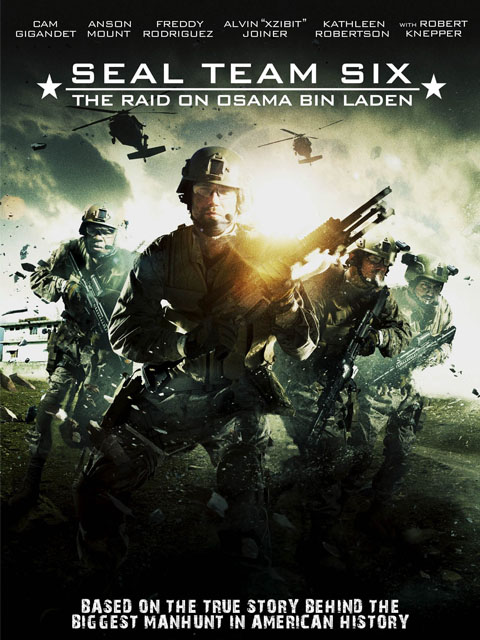 CAM ANSON FREDDY ALVIN "XZIBIT" KATHLEEN WITH ROBERT
GIGANDET MOUNT RODRIGUEZ JOINER ROBERTSON KNEPPER
SEAL TEAM SIX
THE RAID ON OSAMA BIN LADEN
BASED ON THE TRUE STORY BEHIND THE
BIGGEST MANHUNT IN AMERICAN HISTORY